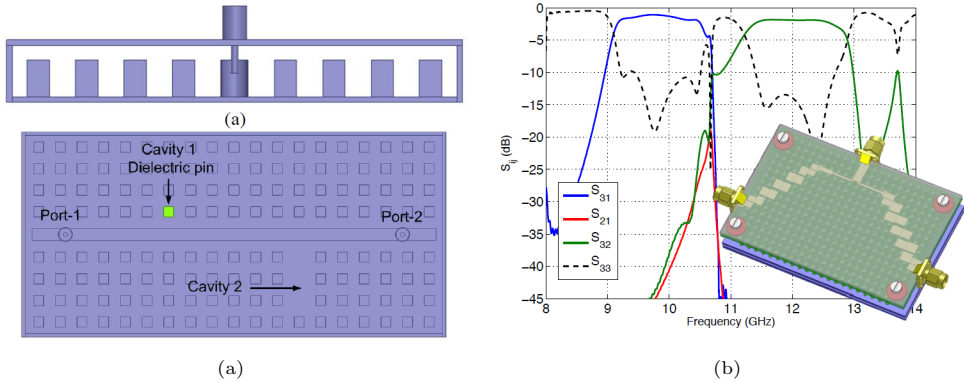 (a)
Cavity 1
Dielectric pin
Port-1
Port-2
Cavity 2
(a)
0
−5
−10
−15
−20
−25
−30
−35
−40
−45
S_ij (dB)
S_31
S_21
S_32
S_33
8
9
10
11
12
13
14
Frequency (GHz)
(b)